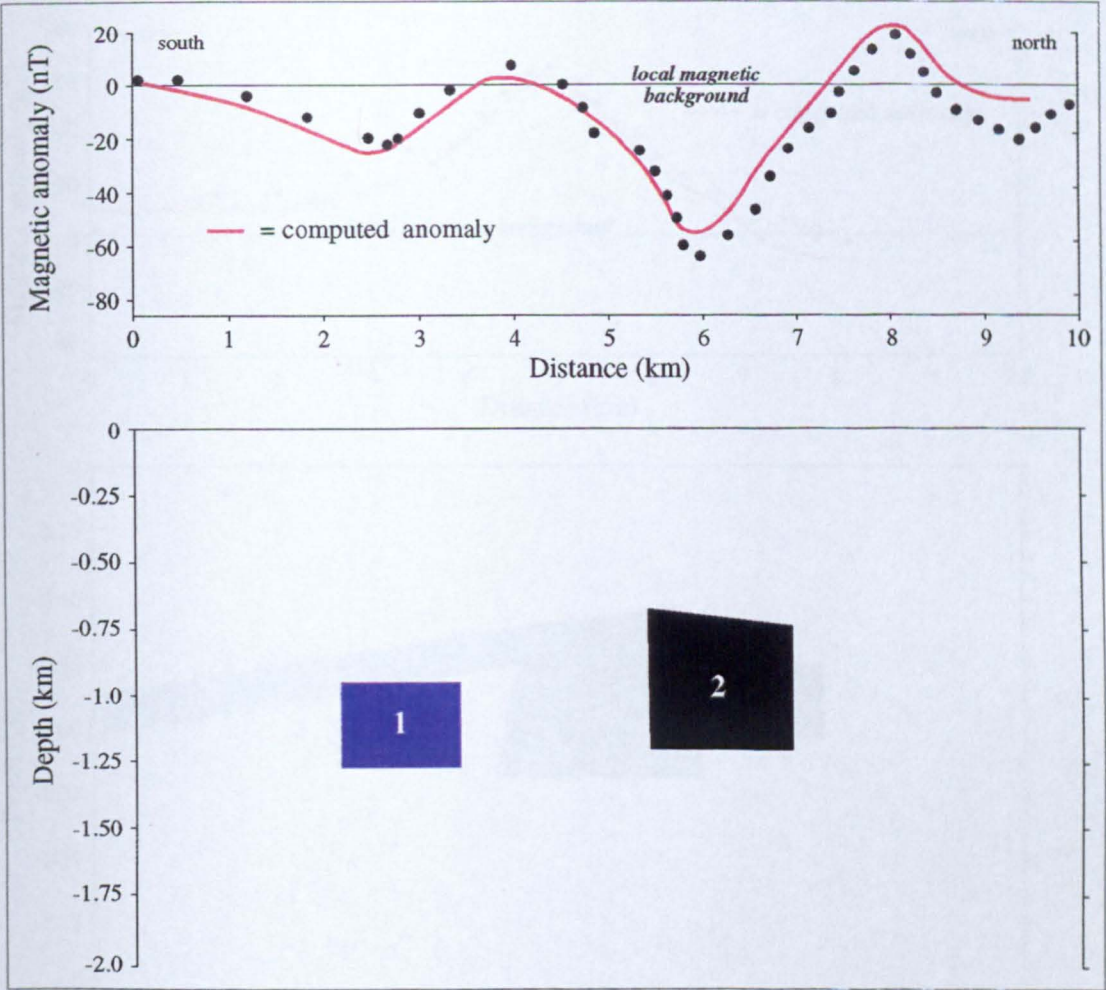 Magnetic anomaly (nT)
20
0
-20
-40
-60
-80
south
north
local magnetic
background
= computed anomaly
0 1 2 3 4 5 6 7 8 9 10
Distance (km)
Depth (km)
0
-0.25
-0.50
-0.75
-1.0
-1.25
-1.50
-1.75
-2.0
1
2